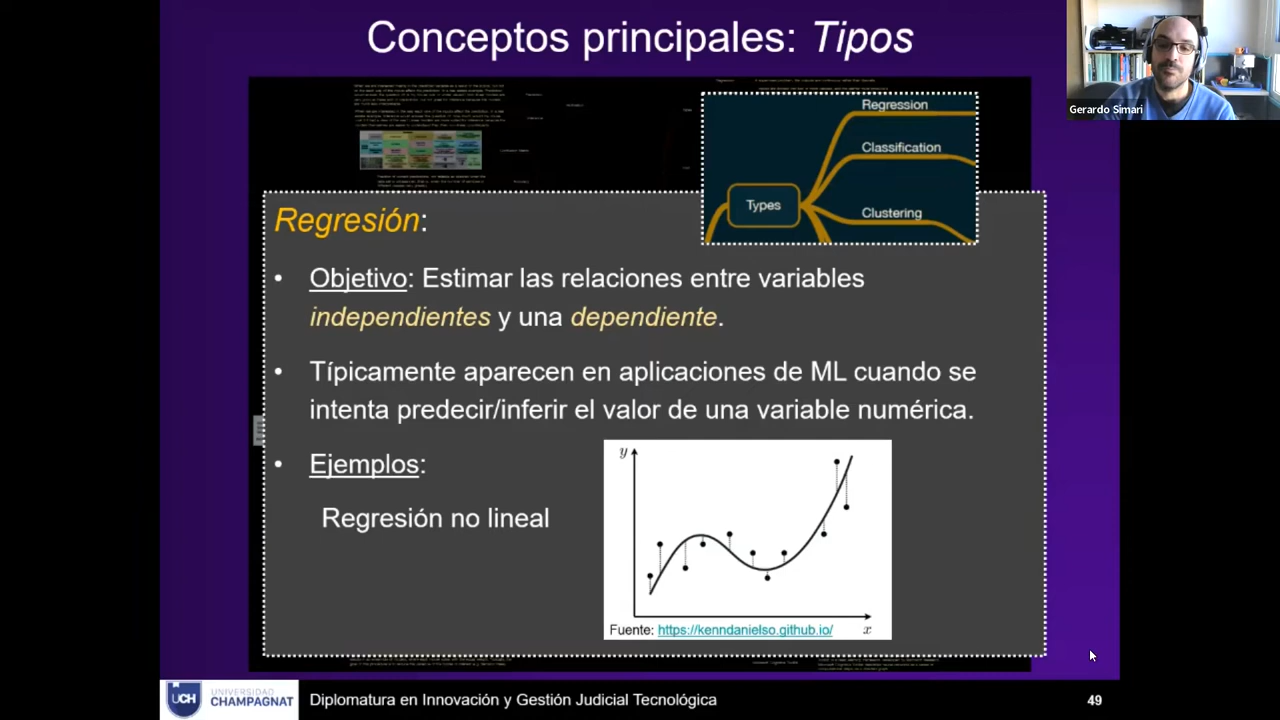 Conceptos principales: Tipos
Gerardo Simari
Regression
Classification
Types
Clustering
Regresión:
• Objetivo: Estimar las relaciones entre variables
independientes y una dependiente.
• Típicamente aparecen en aplicaciones de ML cuando se
intenta predecir/inferir el valor de una variable numérica.
• Ejemplos:
Regresión no lineal
y
x
Fuente: https://kenndanielso.github.io/
UCH
UNIVERSIDAD
CHAMPAGNAT
Diplomatura en Innovación y Gestión Judicial Tecnológica
49